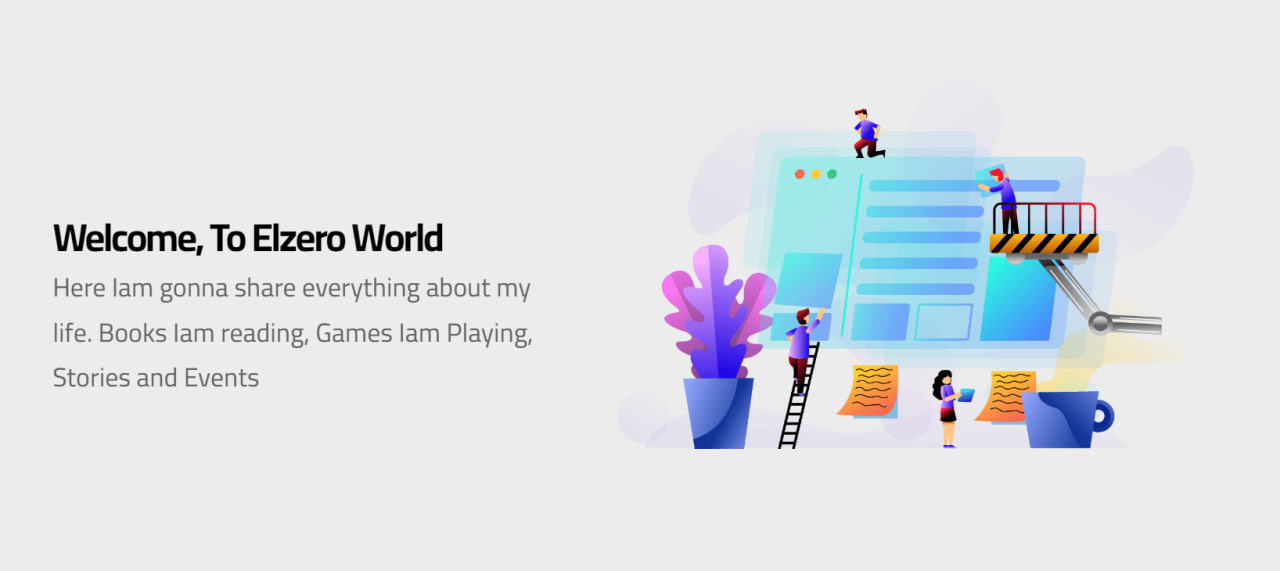 Welcome, To Elzero World
Here Iam gonna share everything about my
life. Books Iam reading, Games Iam Playing,
Stories and Events